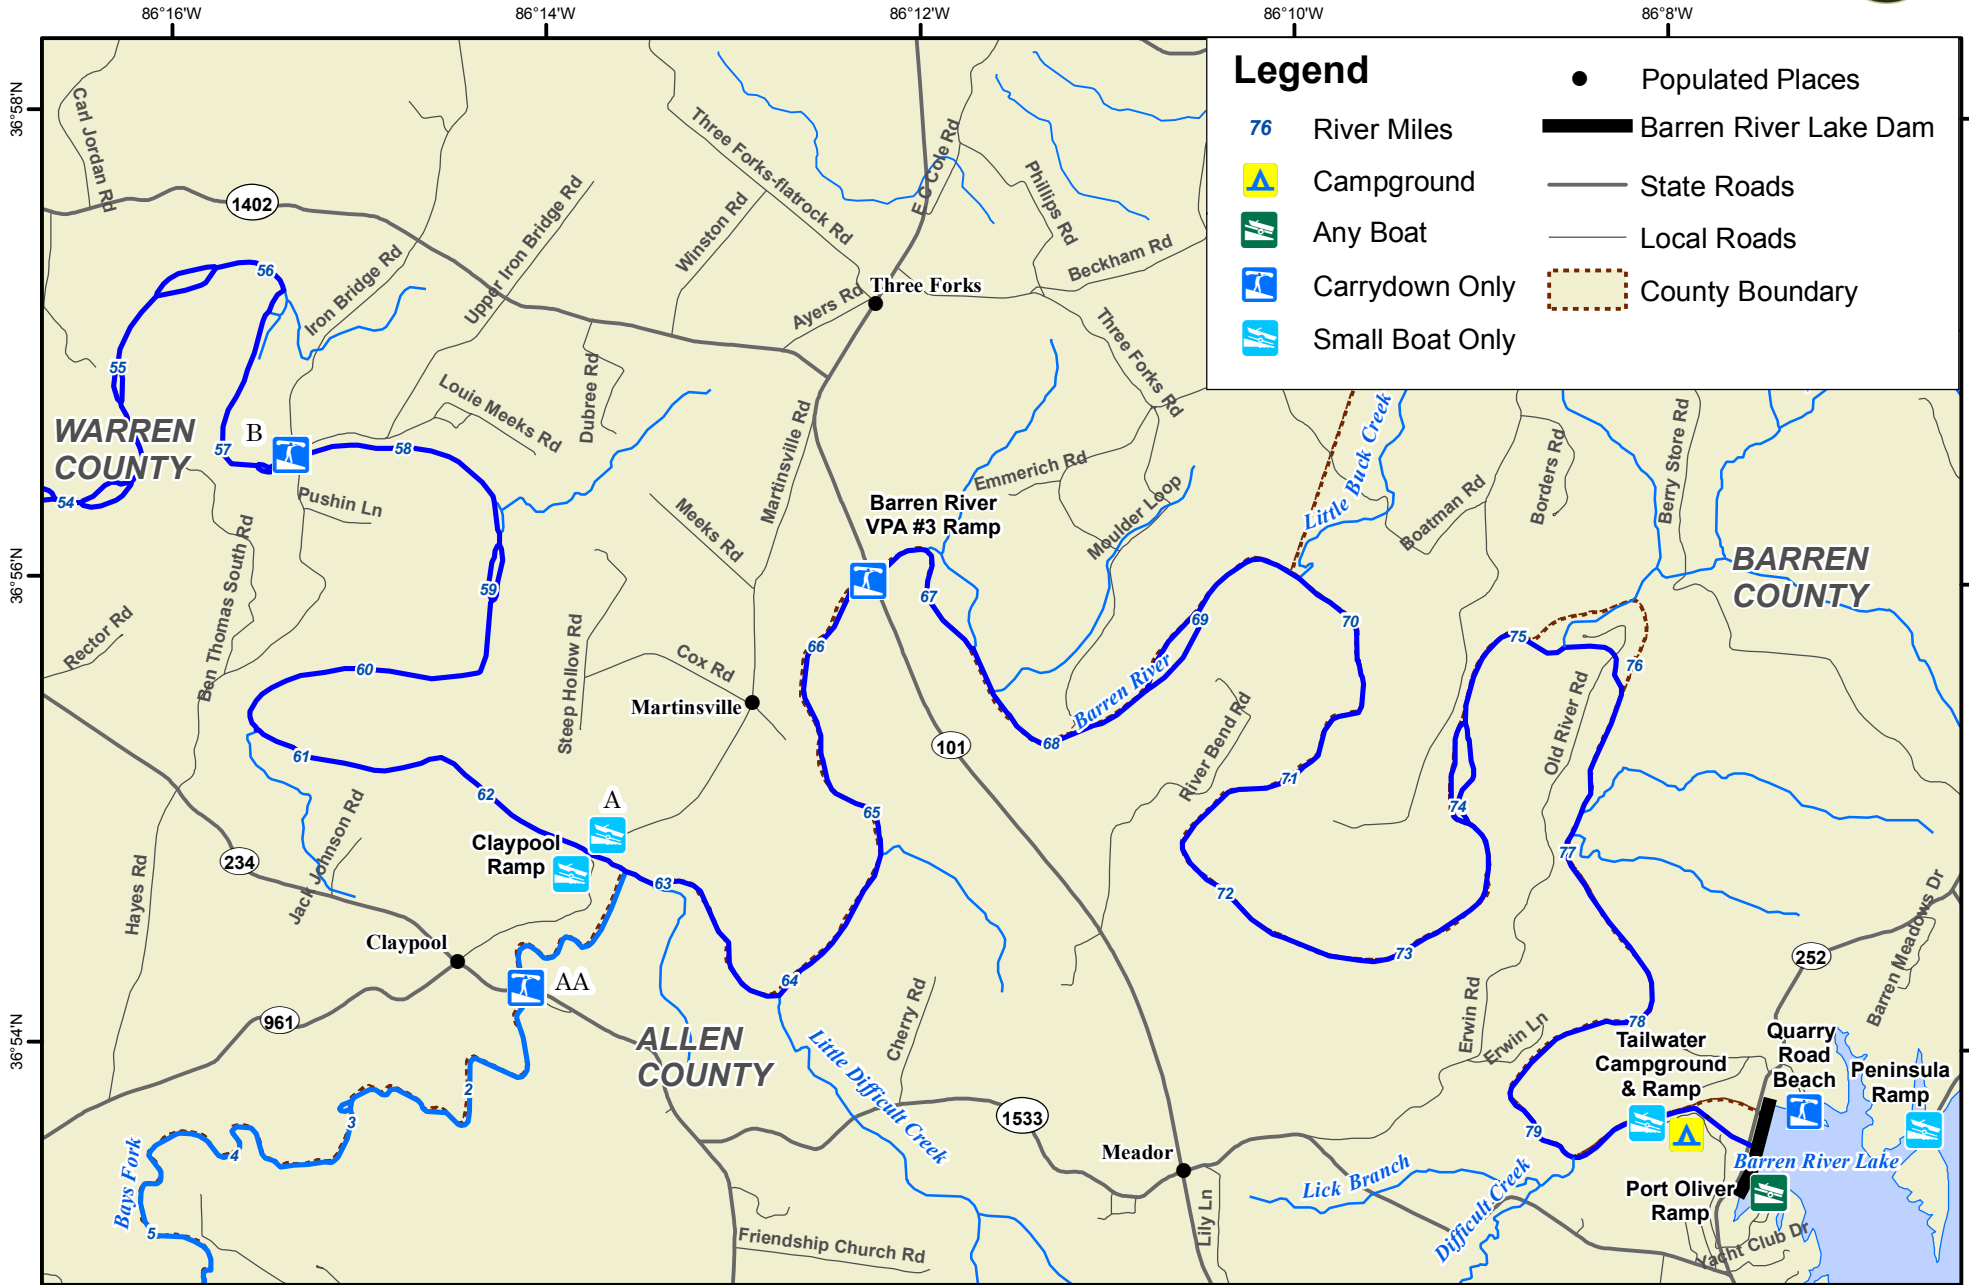 86°16'W
86°14'W
86°12'W
86°10'W
86°8'W
36°58'N
36°56'N
36°54'N
Legend
76 River Miles
Campground
Any Boat
Carrydown Only
Small Boat Only
Populated Places
Barren River Lake Dam
State Roads
Local Roads
County Boundary
Carl Jordan Rd
1402
Iron Bridge Rd
Upper Iron Bridge Rd
Three Forks-flatrock Rd
Winston Rd
E C Cole Rd
Phillips Rd
Beckham Rd
Ayers Rd
Three Forks
Three Forks Rd
56
55
WARREN
COUNTY
54
57
B
58
Louie Meeks Rd
Dubree Rd
Pushin Ln
Martinsville Rd
Meeks Rd
Emmerich Rd
Moulder Loop
Barren River
VPA #3 Ramp
Little Buck Creek
Boatman Rd
Borders Rd
Berry Store Rd
BARREN
COUNTY
Ben Thomas South Rd
Rector Rd
59
60
61
62
Steep Hollow Rd
Cox Rd
Martinsville
66
67
68
69
70
Barren River
101
River Bend Rd
71
72
73
74
75
76
77
Old River Rd
65
A
Claypool
Ramp
63
64
234
Hayes Rd
Jack Johnson Rd
Claypool
AA
961
ALLEN
COUNTY
Little Difficult Creek
Cherry Rd
1533
Meador
Lily Ln
Erwin Rd
Erwin Ln
252
Barren Meadows Dr
78
Tailwater
Campground
& Ramp
Quarry
Road
Beach
Peninsula
Ramp
79
Barren River Lake
Port Oliver
Ramp
Yacht Club Dr
Lick Branch
Difficult Creek
Friendship Church Rd
Bays Fork
2
3
4
5